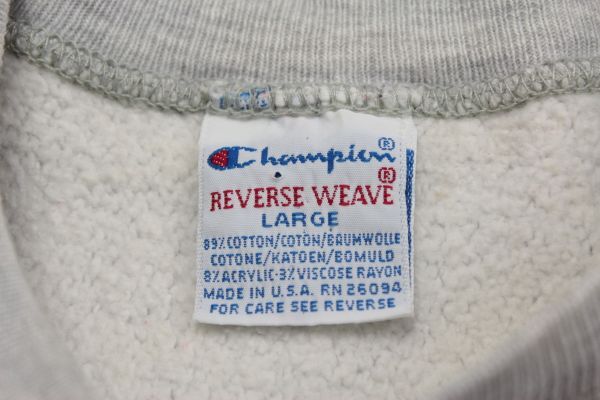 Champion®
REVERSE WEAVE®
LARGE
89% COTTON/COTON/BAUMWOLLE
COTONE/KATOEN/BOMULD
8% ACRYLIC·3% VISCOSE RAYON
MADE IN U.S.A. RN 26094
FOR CARE SEE REVERSE